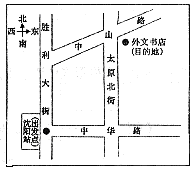 北
西 东
南
胜利大街
中山路
太原北街
外文书店
(目的地)
沈阳站
(出发点)
中华路